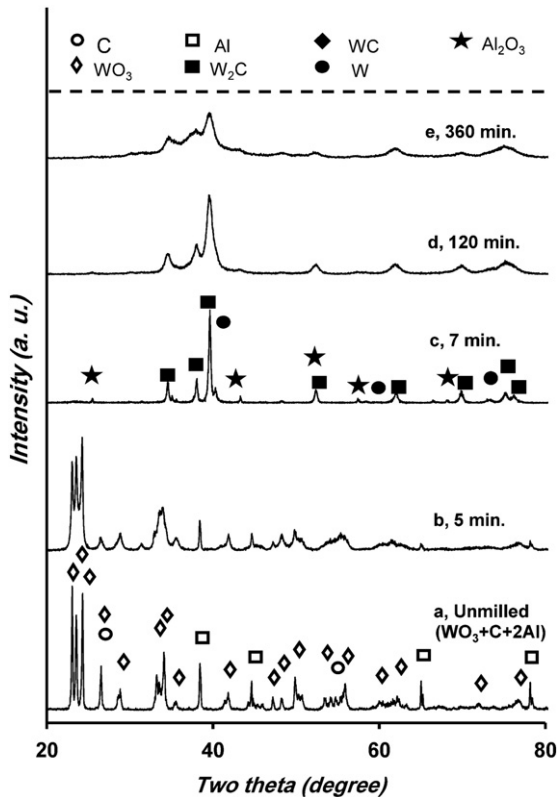 C Al WC Al₂O₃
WO₃ W₂C W
e, 360 min.
d, 120 min.
c, 7 min.
b, 5 min.
a, Unmilled
(WO₃+C+2Al)
Intensity (a. u.)
20 40 60 80
Two theta (degree)